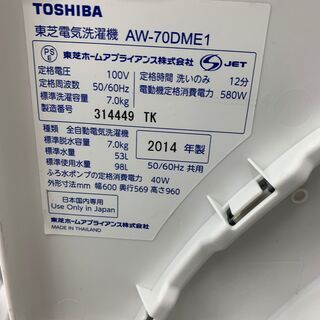 TOSHIBA
東芝電気洗濯機 AW-70DME1
PS E
東芝ホームアプライアンス株式会社
S JET
定格電圧 100V
定格周波数 50/60Hz
標準洗濯容量 7.0kg
製造番号
定格時間 洗いのみ 12分
電動機定格消費電力 580W
314449 TK
種類 全自動電気洗濯機
標準脱水容量 7.0kg
標準水量 53L
標準使用水量 98L
2014 年製
50/60Hz 共用
ふろ水ポンプの定格消費電力 40W
外形寸法mm 幅600 奥行569 高さ960
東芝ホームアプライアンス株式会社
MADE IN THAILAND
日本国内専用
Use Only in Japan